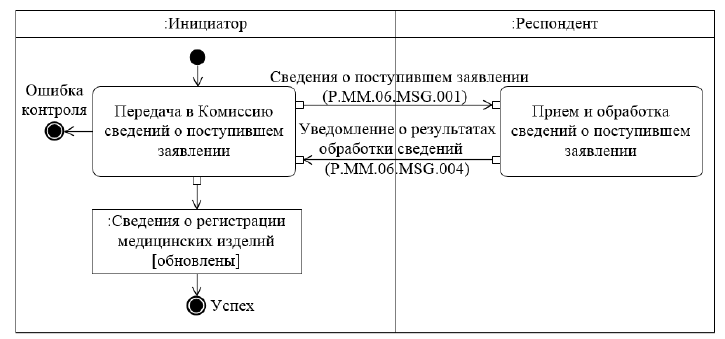 :Инициатор
:Респондент
Ошибка
контроля
Передача в Комиссию
сведений о поступившем
заявлении
Сведения о поступившем заявлении
(P.MM.06.MSG.001)
Уведомление о результатах
обработки сведений
(P.MM.06.MSG.004)
Прием и обработка
сведений о поступившем
заявлении
:Сведения о регистрации
медицинских изделий
[обновлены]
Успех